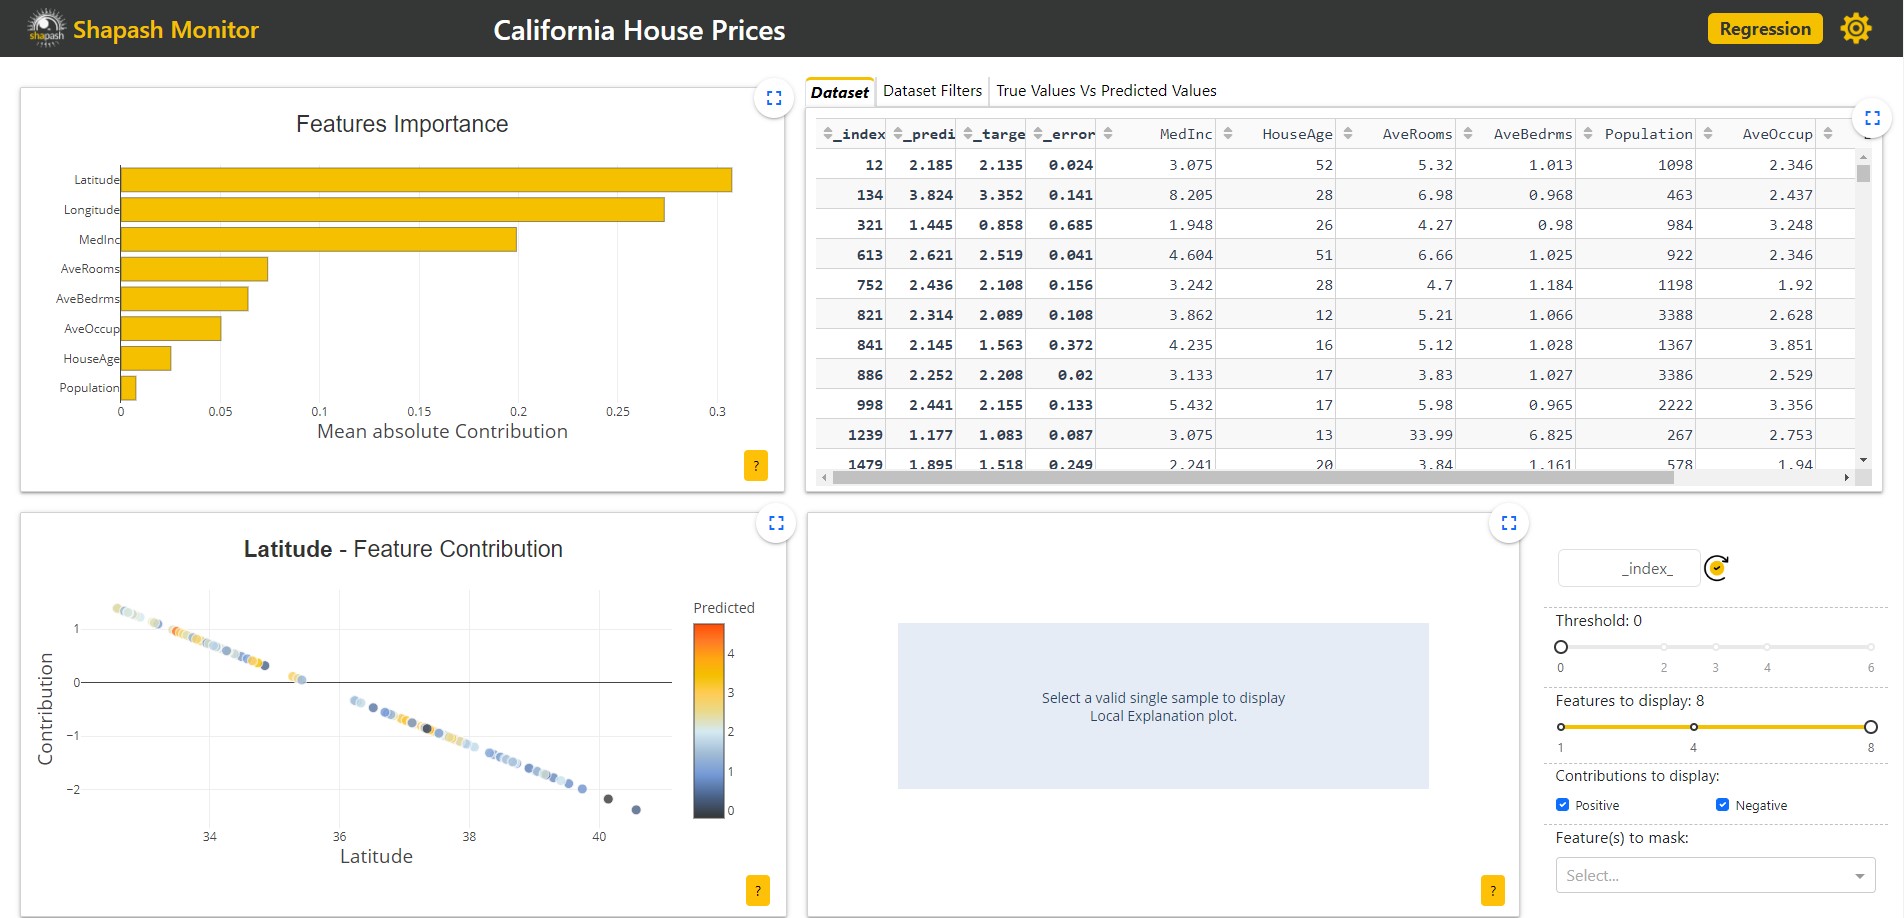 shapash
Shapash Monitor
California House Prices
Regression
Features Importance
Latitude
Longitude
MedInc
AveRooms
AveBedrms
AveOccup
HouseAge
Population
0 0.05 0.1 0.15 0.2 0.25 0.3
Mean absolute Contribution
?
Dataset Dataset Filters True Values Vs Predicted Values
_index _predi _targe _error MedInc HouseAge AveRooms AveBedrms Population AveOccup
12 2.185 2.135 0.024 3.075 52 5.32 1.013 1098 2.346
134 3.824 3.352 0.141 8.205 28 6.98 0.968 463 2.437
321 1.445 0.858 0.685 1.948 26 4.27 0.98 984 3.248
613 2.621 2.519 0.041 4.604 51 6.66 1.025 922 2.346
752 2.436 2.108 0.156 3.242 28 4.7 1.184 1198 1.92
821 2.314 2.089 0.108 3.862 12 5.21 1.066 3388 2.628
841 2.145 1.563 0.372 4.235 16 5.12 1.028 1367 3.851
886 2.252 2.208 0.02 3.133 17 3.83 1.027 3386 2.529
998 2.441 2.155 0.133 5.432 17 5.98 0.965 2222 3.356
1239 1.177 1.083 0.087 3.075 13 33.99 6.825 267 2.753
1479 1.895 1.518 0.249 2.241 20 3.84 1.161 578 1.94
Latitude - Feature Contribution
Contribution
1
0
−1
−2
34 36 38 40
Latitude
Predicted
4
3
2
1
0
?
Select a valid single sample to display
Local Explanation plot.
?
_index_
Threshold: 0
0 2 3 4 6
Features to display: 8
1 4 8
Contributions to display:
Positive Negative
Feature(s) to mask:
Select...